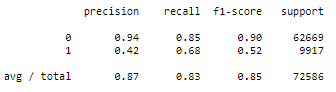 precision recall f1-score support
0 0.94 0.85 0.90 62669
1 0.42 0.68 0.52 9917
avg / total 0.87 0.83 0.85 72586